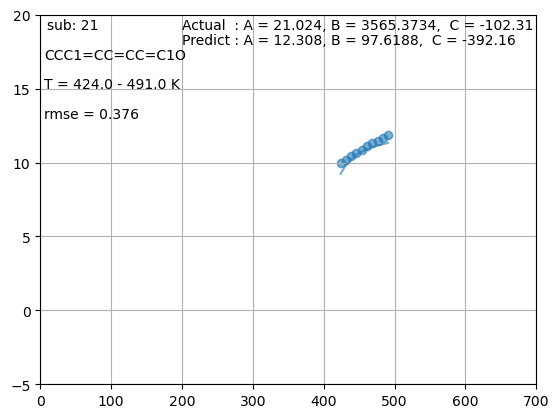 sub: 21
Actual : A = 21.024, B = 3565.3734, C = -102.31
Predict : A = 12.308, B = 97.6188, C = -392.16
CCC1=CC=CC=C1O
T = 424.0 - 491.0 K
rmse = 0.376
20
15
10
5
0
−5
0 100 200 300 400 500 600 700